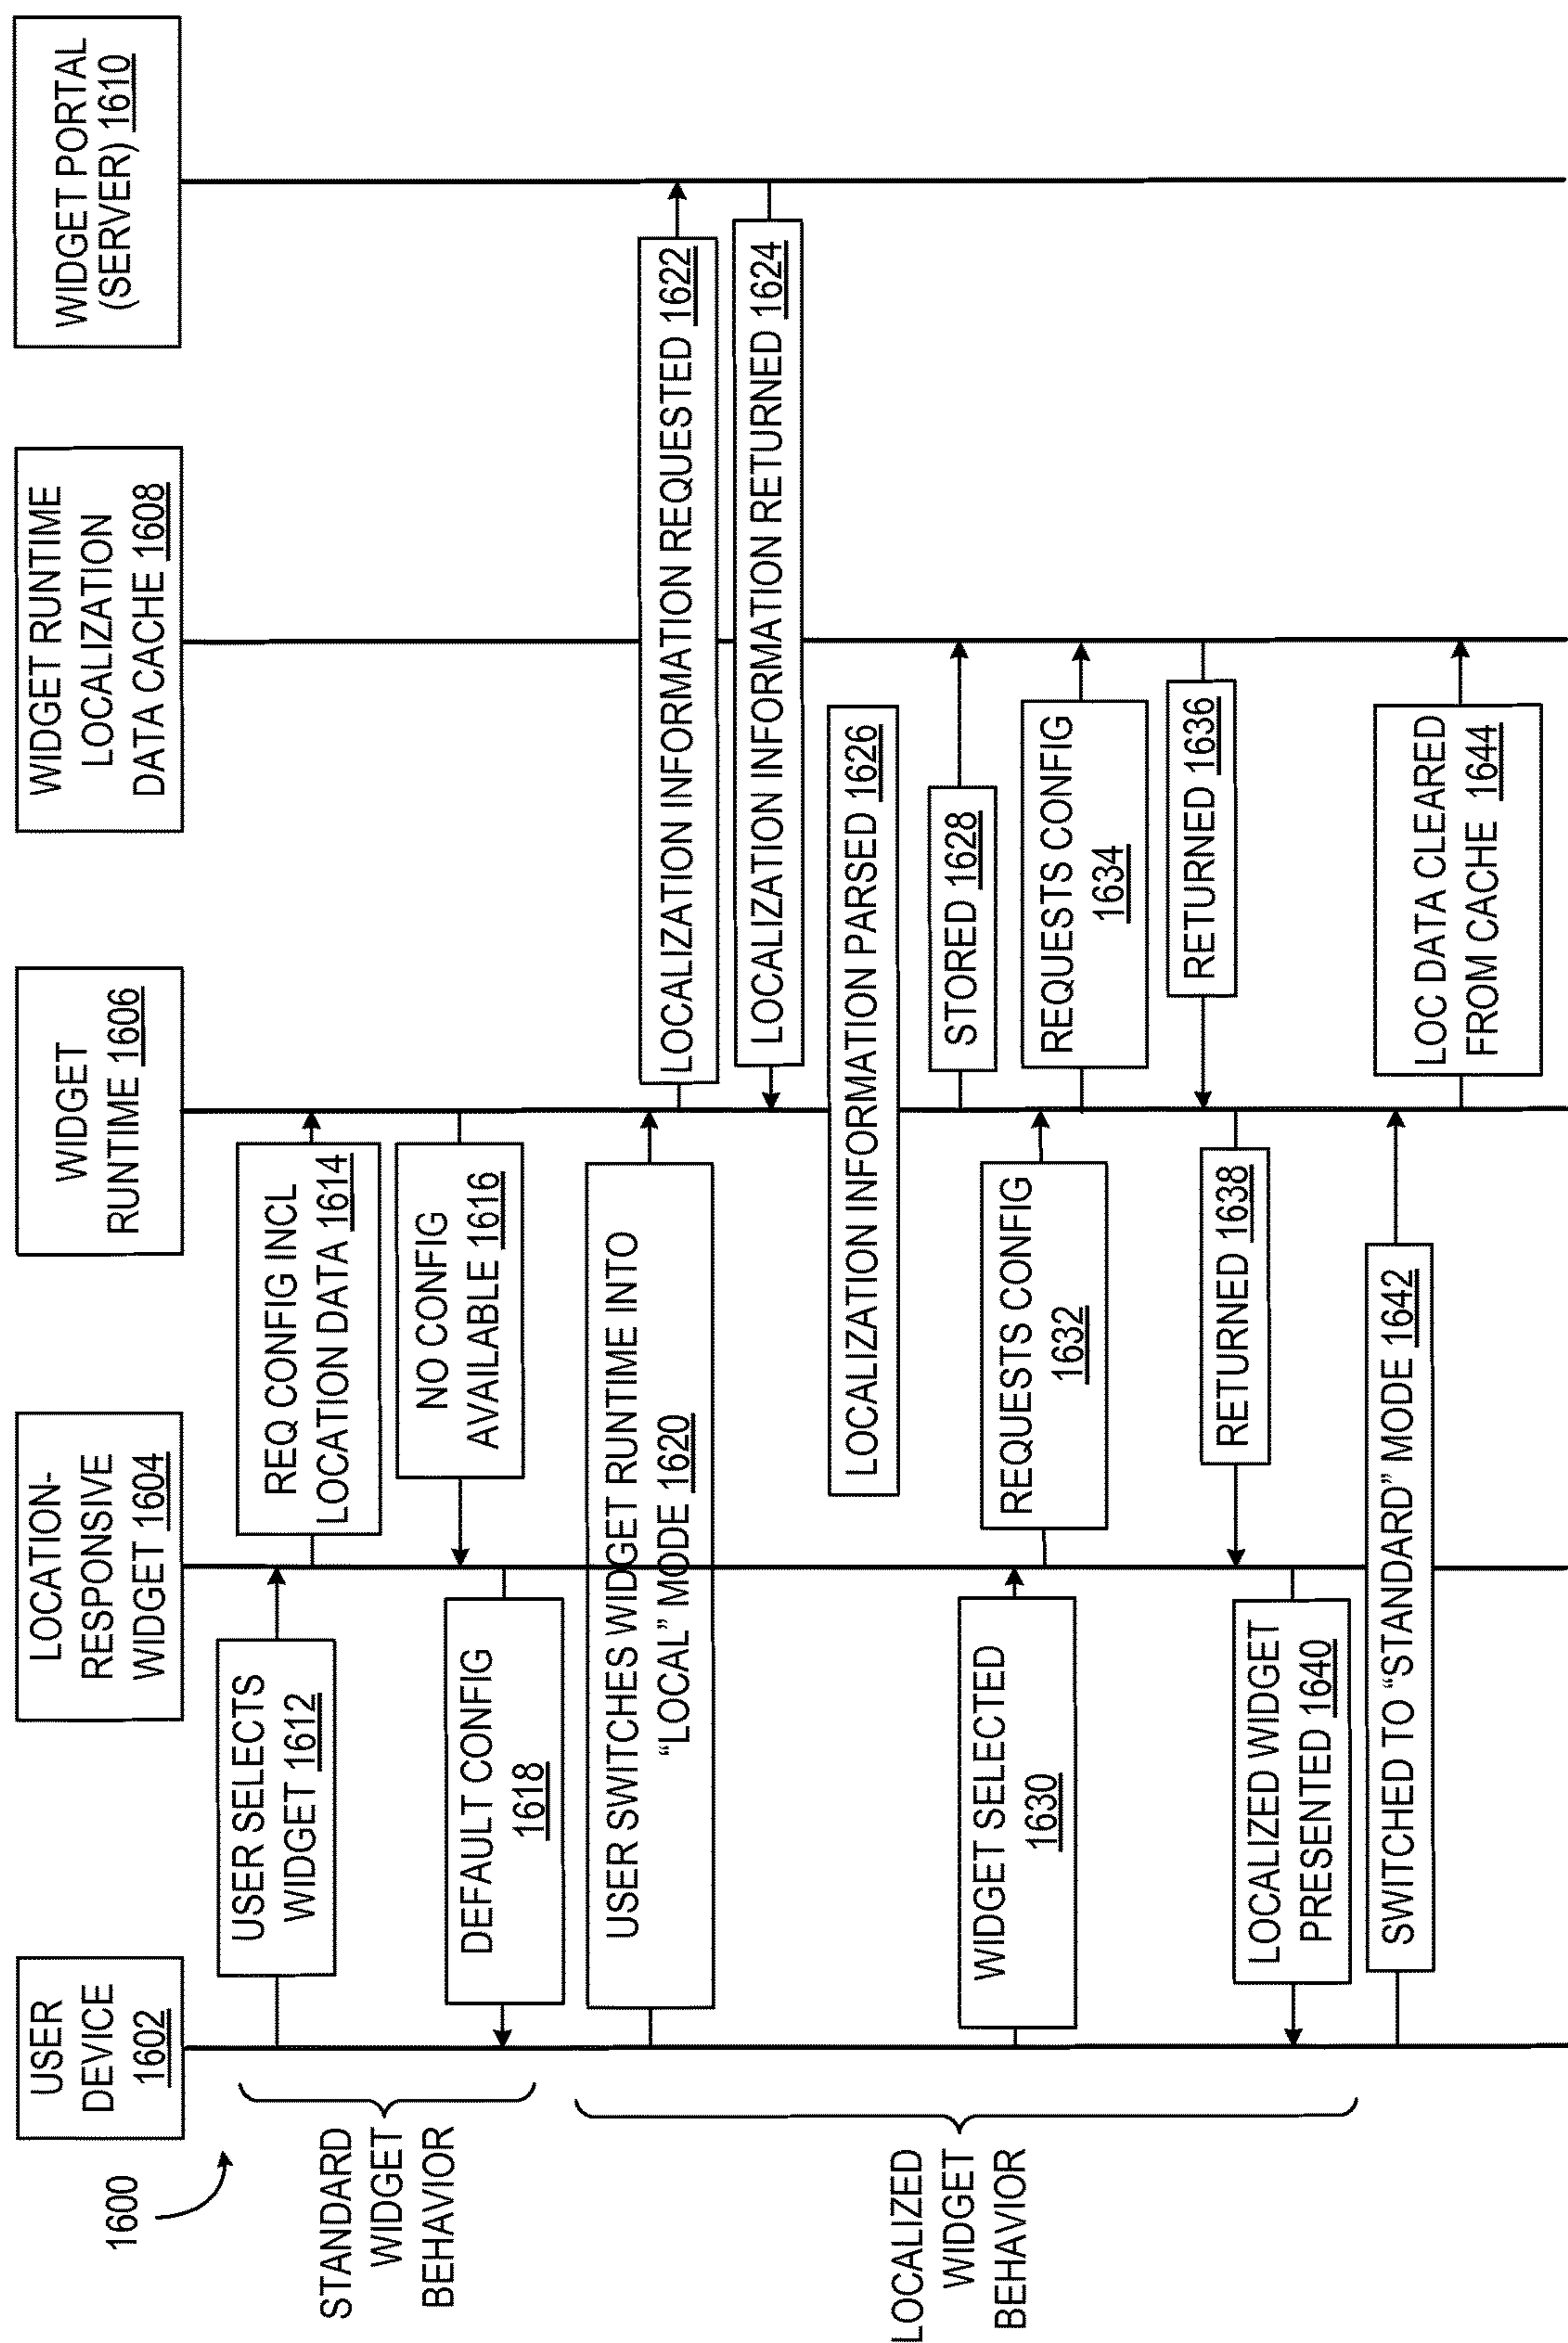 1600
USER
DEVICE
1602
LOCATION-
RESPONSIVE
WIDGET 1604
WIDGET
RUNTIME 1606
WIDGET RUNTIME
LOCALIZATION
DATA CACHE 1608
WIDGET PORTAL
(SERVER) 1610
STANDARD
WIDGET
BEHAVIOR
USER SELECTS
WIDGET 1612
REQ CONFIG INCL
LOCATION DATA 1614
NO CONFIG
AVAILABLE 1616
DEFAULT CONFIG
1618
LOCALIZED
WIDGET
BEHAVIOR
USER SWITCHES WIDGET RUNTIME INTO
“LOCAL” MODE 1620
LOCALIZATION INFORMATION REQUESTED 1622
LOCALIZATION INFORMATION RETURNED 1624
LOCALIZATION INFORMATION PARSED 1626
STORED 1628
WIDGET SELECTED
1630
REQUESTS CONFIG
1632
REQUESTS CONFIG
1634
RETURNED 1636
RETURNED 1638
LOCALIZED WIDGET
PRESENTED 1640
SWITCHED TO “STANDARD” MODE 1642
LOC DATA CLEARED
FROM CACHE 1644